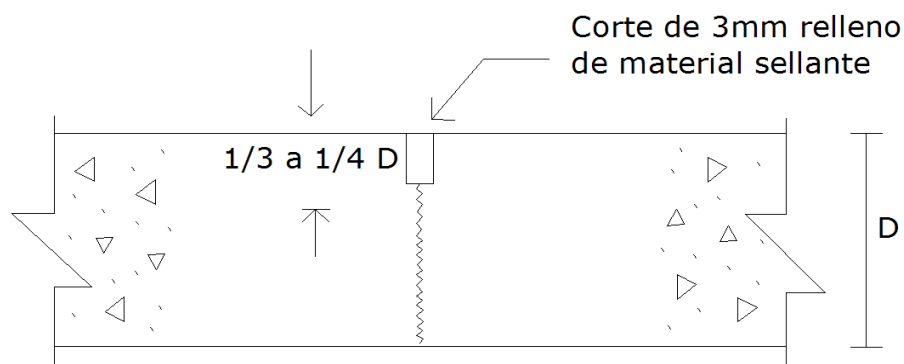 Corte de 3mm relleno
de material sellante
1/3 a 1/4 D
D